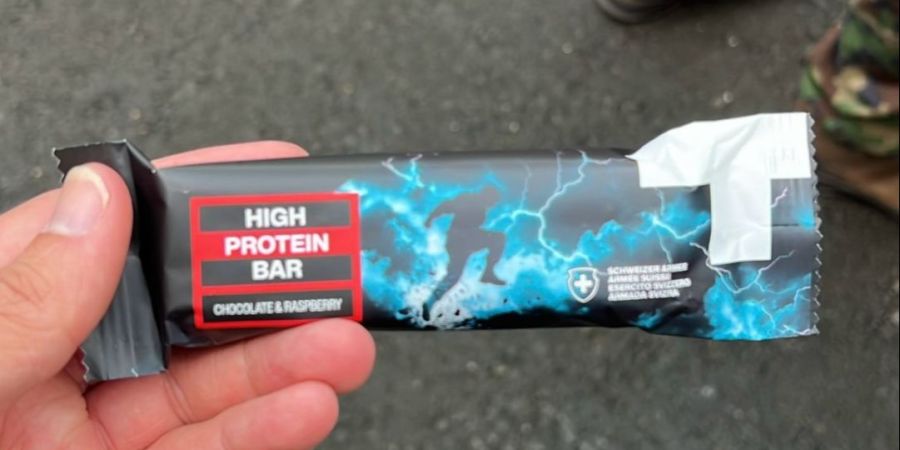 HIGH
PROTEIN
BAR
CHOCOLATE & RASPBERRY
SCHWEIZER ARMEE
ARMÉE SUISSE
ESERCITO SVIZZERO
ARMADA SVIZRA
T